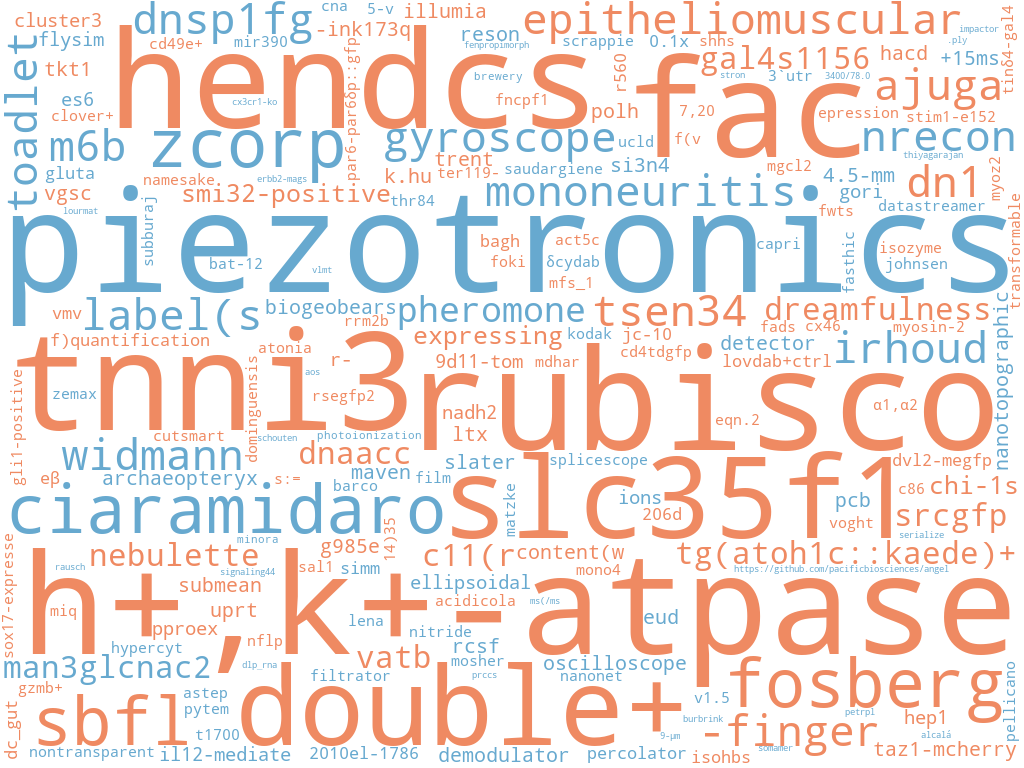 cluster3
dnsp1fg
cna
5-v
illumia
epitheliomuscular
impactor
tinδ4-gal4
flysim
cd49e+
mir390
-ink173q
reson
scrappie
0.1x
shhs
hacd
.ply
fenpropimorph
gal4s1156
+15ms
toadlet
tkt1
hendcs
fac
par6-par6δp::gfp
brewery
stron
3`utr
3400/78.0
r560
ajuga
es6
cx3cr1-ko
fncpf1
polh
7,20
epression
stim1-e152
clover+
m6b
zcorp
gyroscope
ucld
f(v
nrecon
thiyagarajan
gluta
namesake
erbb2-mags
k.hu
trent
ter119-
saudargiene
si3n4
mgcl2
4.5-mm
dn1
myoz2
vgsc
smi32-positive
thr84
mononeuritis
gori
lourmat
fwts
datastreamer
transformable
subburaj
piezotronics
bat-12
vlmt
bagh
act5c
foki
δcydab
mfs_1
capri
fasthic
isozyme
johnsen
vmv
label(s
biogeobears
pheromone
tsen34
dreamfulness
nanotopographic
rrm2b
expressing
kodak
jc-10
fads
cx46
myosin-2
f)quantification
atonia
r-
9d11-tom
mdhar
cd4tdgfp
detector
lovdab+ctrl
irhoud
tnni3
rubisco
gli1-positive
zemax
dominguensis
aos
rsegfp2
nadh2
eqn.2
α1,α2
cutsmart
schouten
photoionization
ltx
widmann
dnaacc
slater
splicescope
dvl2-megfp
eβ
archaeopteryx
s:=
maven
film
barco
ciaramidaro
slc35f1
matzke
ions
206d
pcb
voght
c86
chi-1s
srcgfp
serialize
sox17-expresse
minora
g985e
14)35
nebulette
signaling44
sal1
simm
c11(r
content(w
mono4
tg(atoh1c::kaede)+
https://github.com/pacificbiosciences/angel
rausch
h+,k+-atpase
submean
ellipsoidal
miq
uprt
acidicola
ms(/ms
lena
eud
pproex
nitride
hypercyt
nflp
rcsf
man3glcnac2
dlp_rna
vatb
mosher
oscilloscope
filtrator
prccs
nanonet
gzmb+
astep
double+
v1.5
fosberg
pellicano
dc_gut
sbfl
pytem
petrpl
burbrink
hep1
-finger
t1700
9-μm
alcalá
nontransparent
il12-mediate
2010el-1786
demodulator
percolator
isohbs
somamer
taz1-mcherry